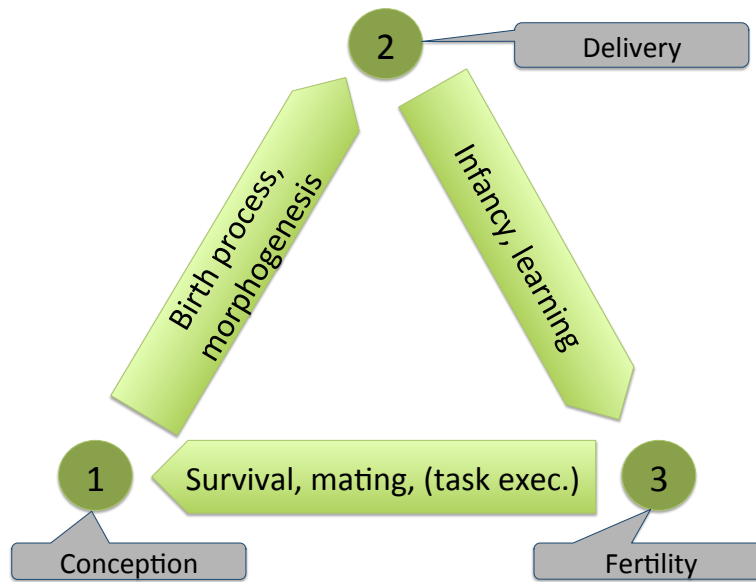 2
Delivery
Birth process,
morphogenesis
Infancy, learning
1
Survival, mating, (task exec.)
3
Conception
Fertility